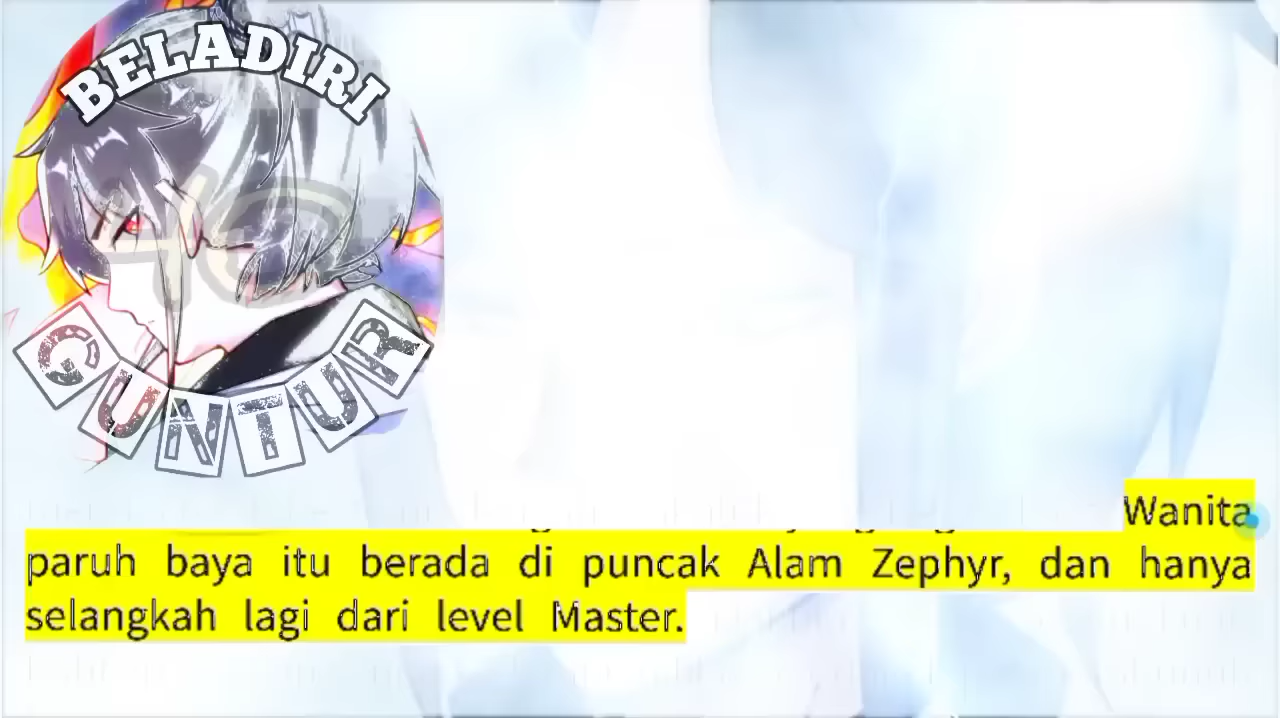 BELADIRI
GUNTUR
Wanita
paruh baya itu berada di puncak Alam Zephyr, dan hanya
selangkah lagi dari level Master.